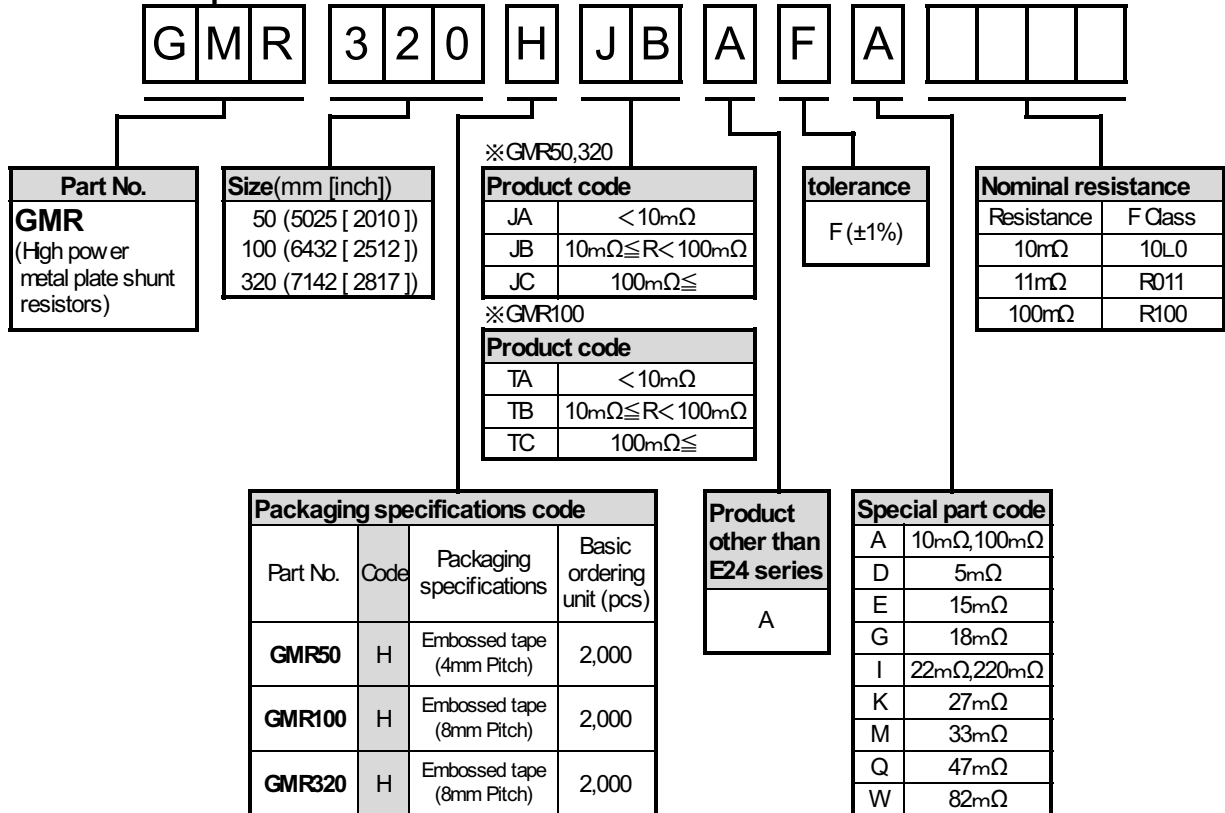 G M R 3 2 0 H J B A F A
※GMR50,320
Part No.
GMR
(High power
metal plate shunt
resistors)
Size(mm [inch])
50 (5025 [ 2010 ])
100 (6432 [ 2512 ])
320 (7142 [ 2817 ])
Product code
JA <10mΩ
JB 10mΩ≦R<100mΩ
JC 100mΩ≦
※GMR100
Product code
TA <10mΩ
TB 10mΩ≦R<100mΩ
TC 100mΩ≦
tolerance
F (±1%)
Nominal resistance
Resistance F Class
10mΩ 10L0
11mΩ R011
100mΩ R100
Packaging specifications code
Part No. Code Packaging specifications Basic ordering unit (pcs)
GMR50 H Embossed tape (4mm Pitch) 2,000
GMR100 H Embossed tape (8mm Pitch) 2,000
GMR320 H Embossed tape (8mm Pitch) 2,000
Product
other than
E24 series
A
Special part code
A 10mΩ,100mΩ
D 5mΩ
E 15mΩ
G 18mΩ
I 22mΩ,220mΩ
K 27mΩ
M 33mΩ
Q 47mΩ
W 82mΩ